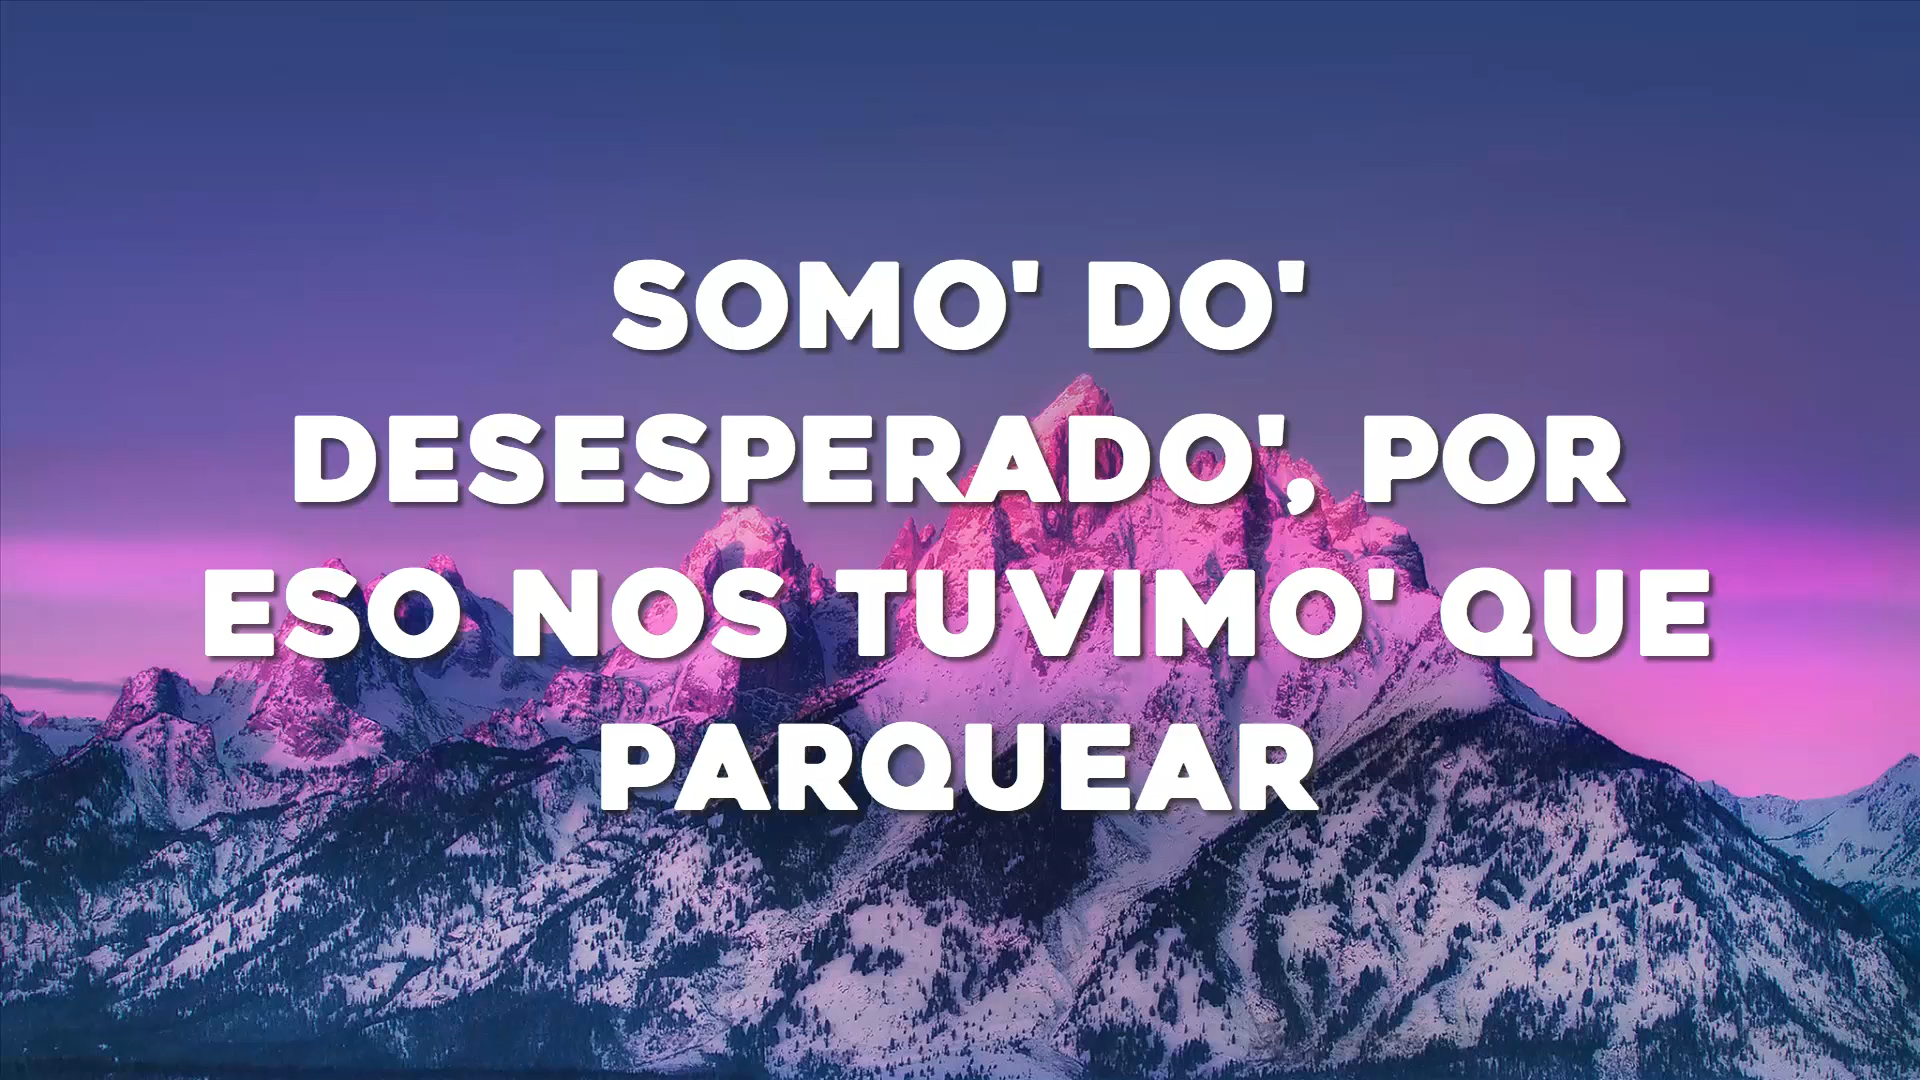 SOMO' DO'
DESESPERADO', POR
ESO NOS TUVIMO' QUE
PARQUEAR